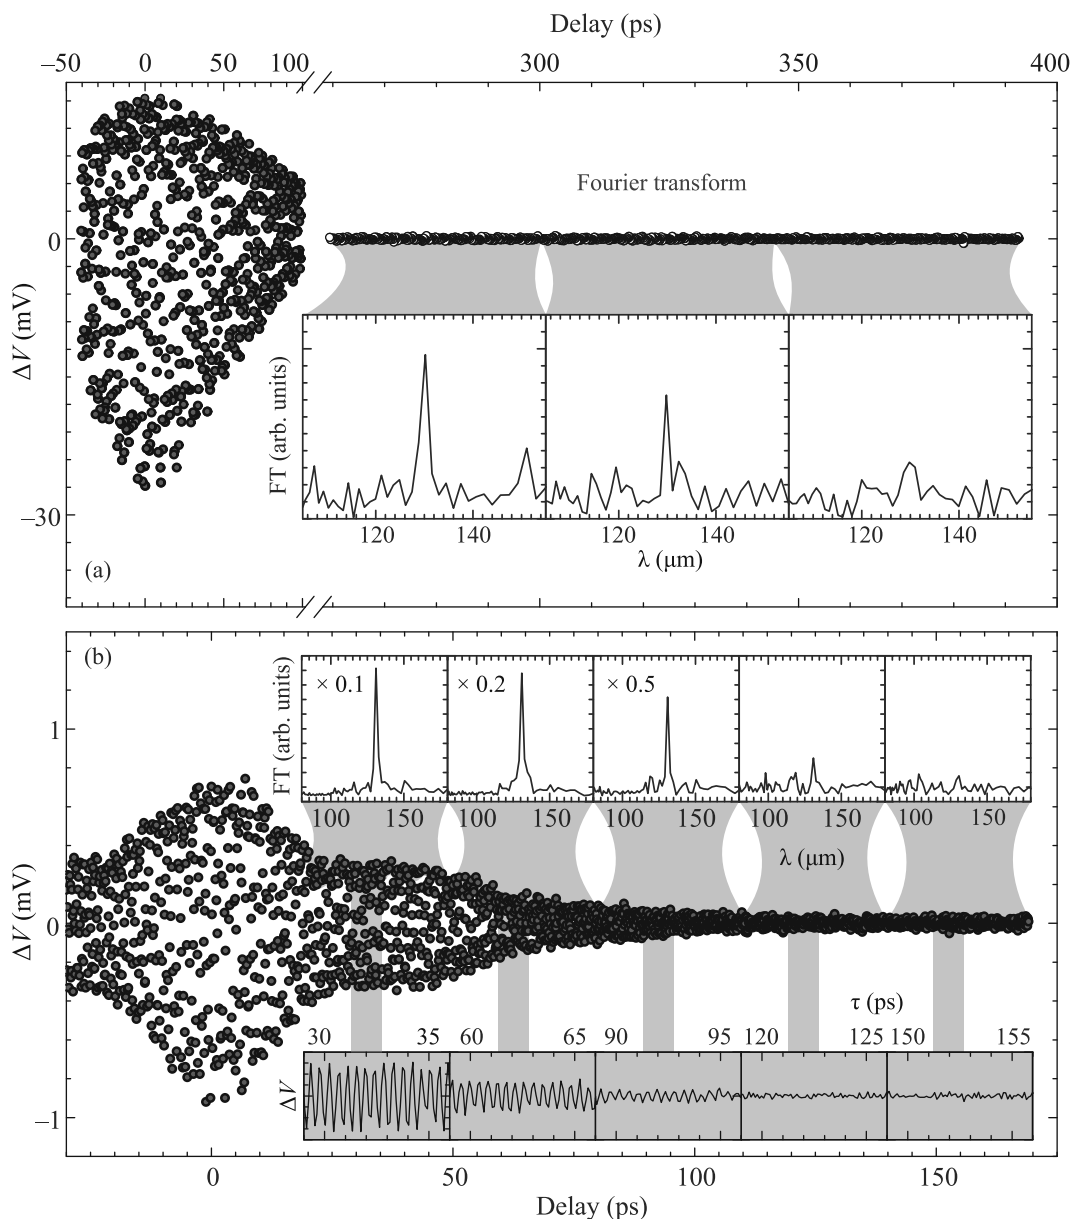 Delay (ps)
–50 0 50 100 300 350 400
Fourier transform
0
ΔV (mV)
–30
FT (arb. units)
120 140 120 140 120 140
λ (μm)
(a)
(b)
FT (arb. units)
× 0.1 × 0.2 × 0.5
100 150 100 150 100 150 100 150 100 150
λ (μm)
1
ΔV (mV)
0
–1
τ (ps)
30 35 60 65 90 95 120 125 150 155
ΔV
0 50 100 150
Delay (ps)